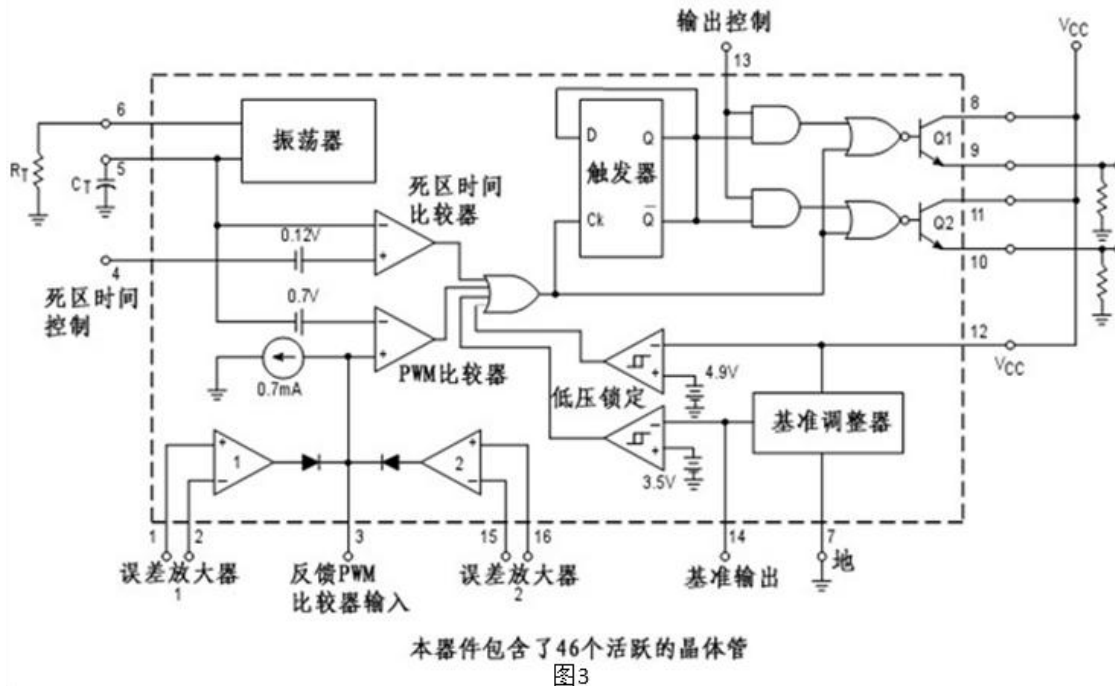 输出控制
VCC
13
6
振荡器
D
Q
触发器
Ck
Q
8
Q1
9
11
Q2
10
RT
5
CT
死区时间
比较器
0.12V
4
死区时间
控制
0.7V
0.7mA
PWM比较器
低压锁定
4.9V
12
VCC
基准调整器
3.5V
1
2
1
2
3
15
16
14
7
误差放大器
1
反馈PWM
比较器输入
误差放大器
2
基准输出
地
本器件包含了46个活跃的晶体管
图3